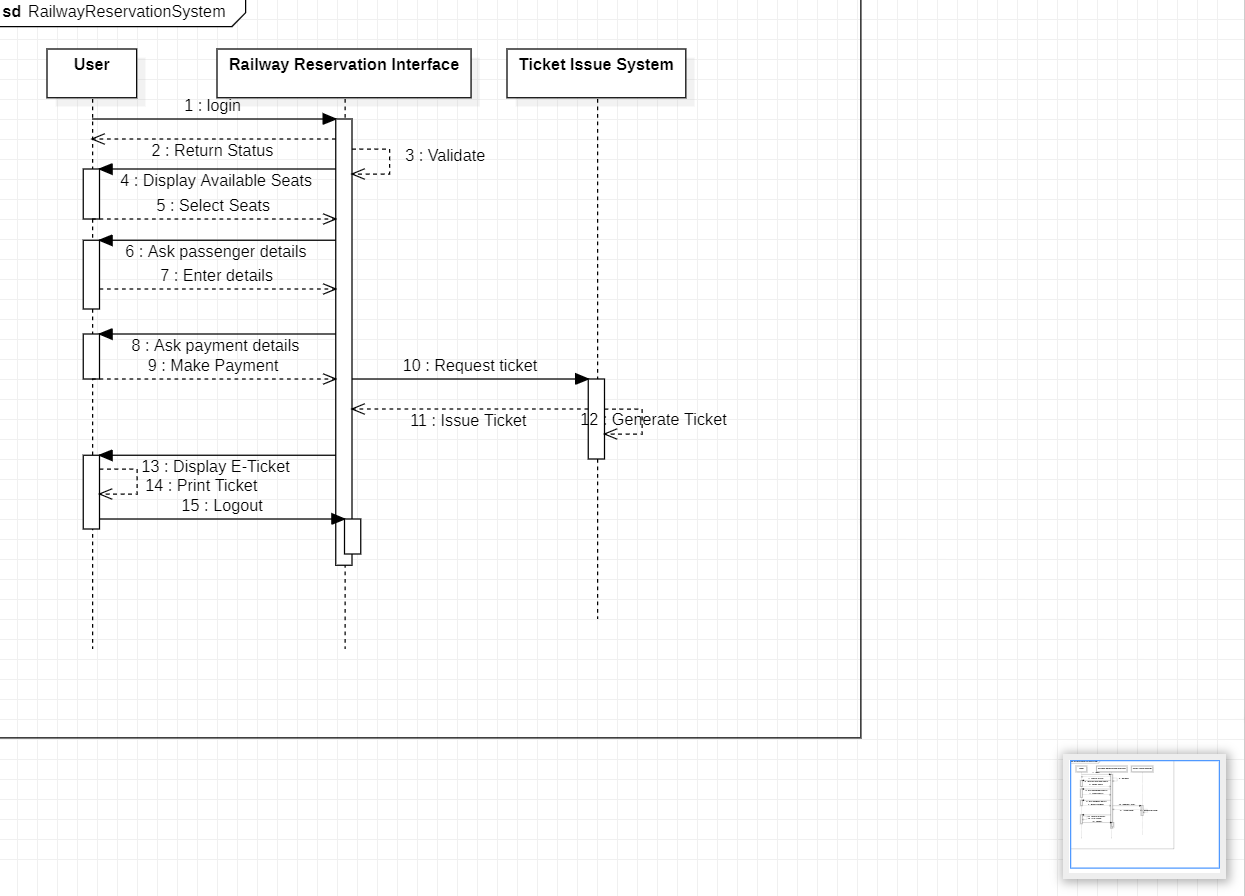 sd RailwayReservationSystem
User
Railway Reservation Interface
Ticket Issue System
1 : login
2 : Return Status
3 : Validate
4 : Display Available Seats
5 : Select Seats
6 : Ask passenger details
7 : Enter details
8 : Ask payment details
9 : Make Payment
10 : Request ticket
11 : Issue Ticket
12 : Generate Ticket
13 : Display E-Ticket
14 : Print Ticket
15 : Logout